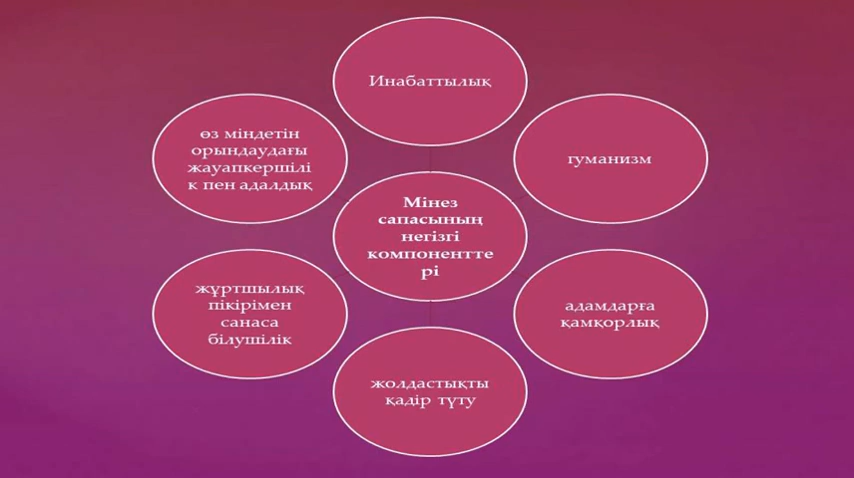 Инабаттылық
гуманизм
адамдарға
қамқорлық
жолдастықты
қадір тұту
жұртшылық
пікірімен
санаса
білушілік
өз міндетін
орындаудағы
жауапкершілі
к пен адалдық
Мінез
сапасының
негізгі
компонентте
рі